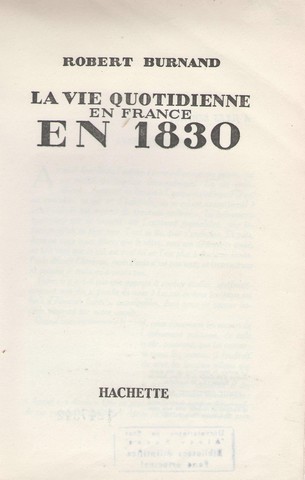 ROBERT BURNAND
LA VIE QUOTIDIENNE
EN FRANCE
EN 1830
HACHETTE